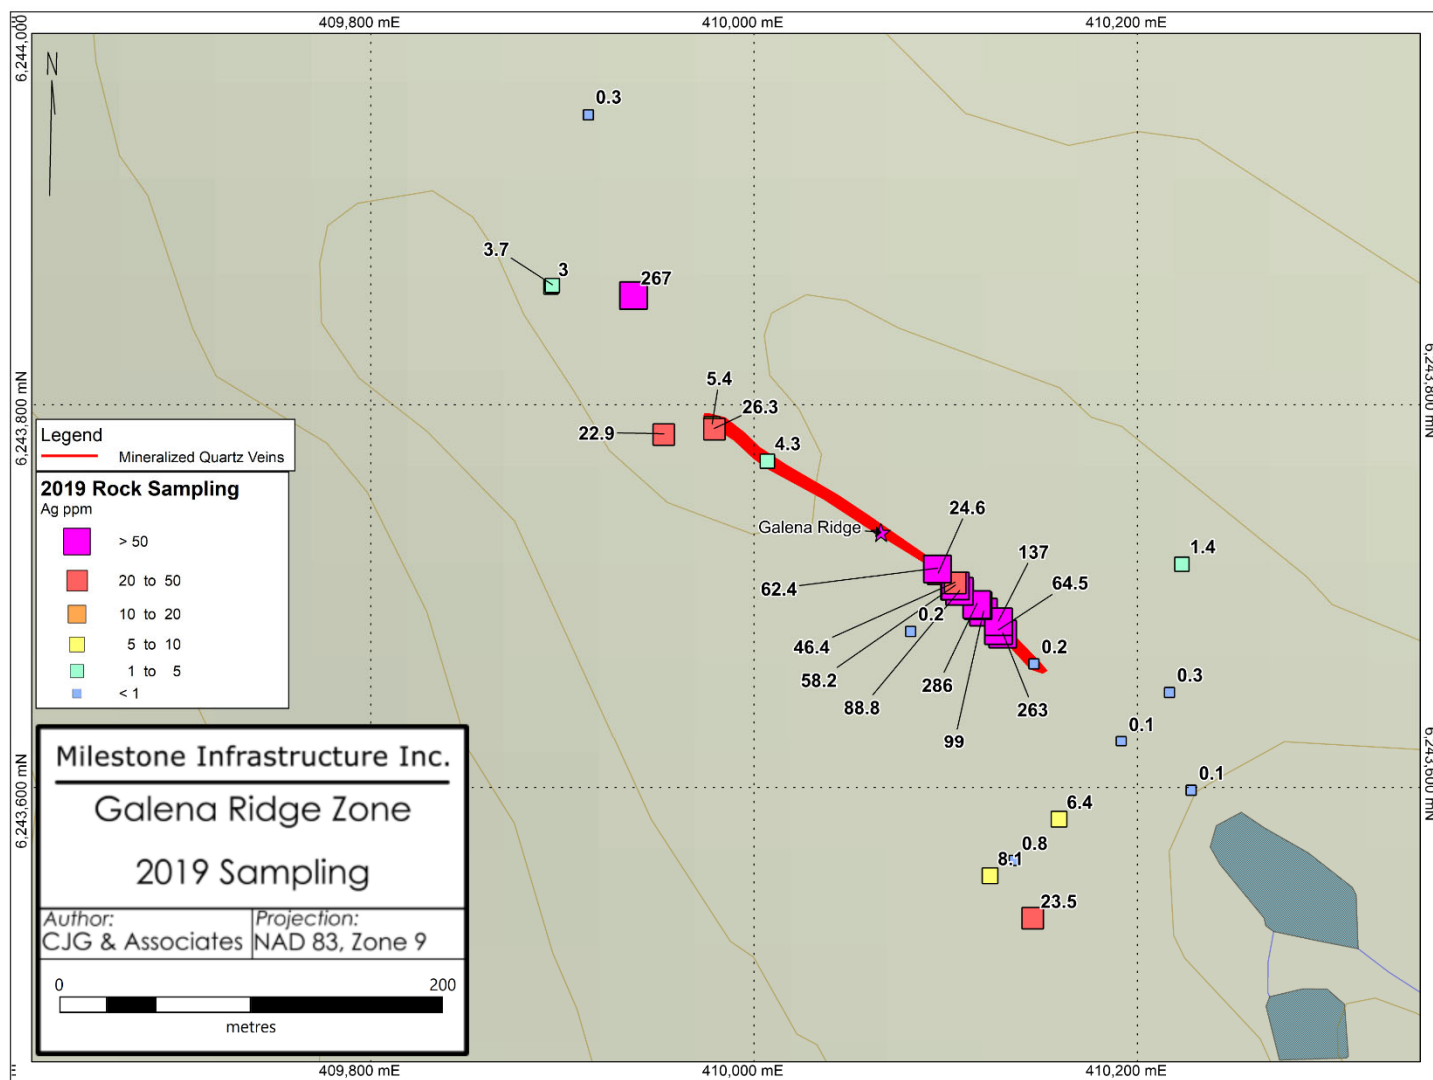 409,800 mE
410,000 mE
410,200 mE
6,244,000
N
0.3
3.7
3
267
5.4
26.3
22.9
4.3
6,243,800 mN
6,243,800 mN
Legend
Mineralized Quartz Veins
2019 Rock Sampling
Ag ppm
> 50
20 to 50
10 to 20
5 to 10
1 to 5
< 1
Galena Ridge
24.6
137
1.4
62.4
64.5
0.2
46.4
0.2
58.2
286
0.3
88.8
263
99
0.1
0.1
6,243,600 mN
6,243,600 mN
6.4
0.8
8.1
23.5
Milestone Infrastructure Inc.
Galena Ridge Zone
2019 Sampling
Author:
CJG & Associates
Projection:
NAD 83, Zone 9
0
200
metres
409,800 mE
410,000 mE
410,200 mE